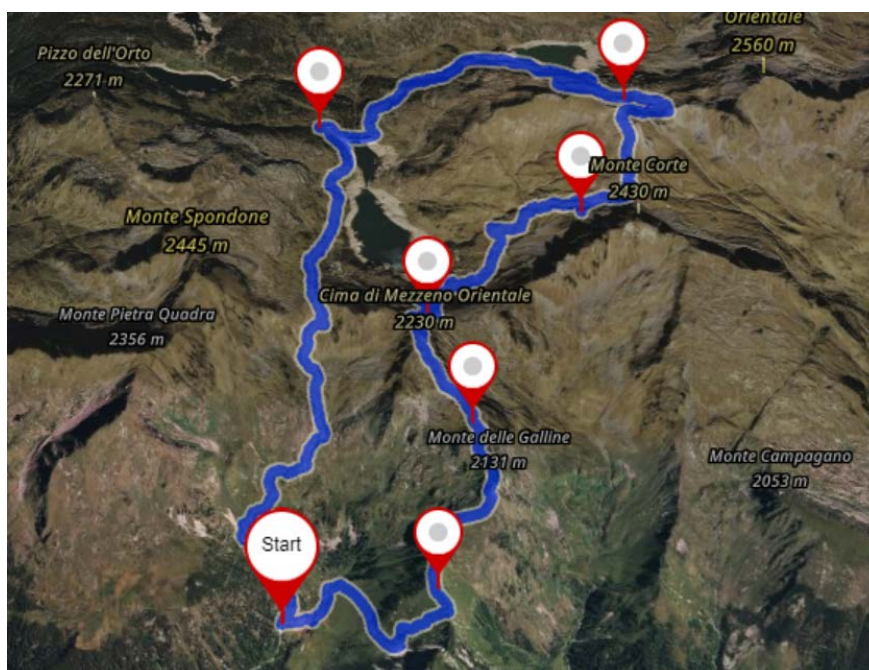 Orientale
2560 m
Pizzo dell'Orto
2271 m
Monte Corte
2430 m
Monte Spondone
2445 m
Cima di Mezzeno Orientale
2230 m
Monte Pietra Quadra
2356 m
Monte delle Galline
2131 m
Monte Campagano
2053 m
Start